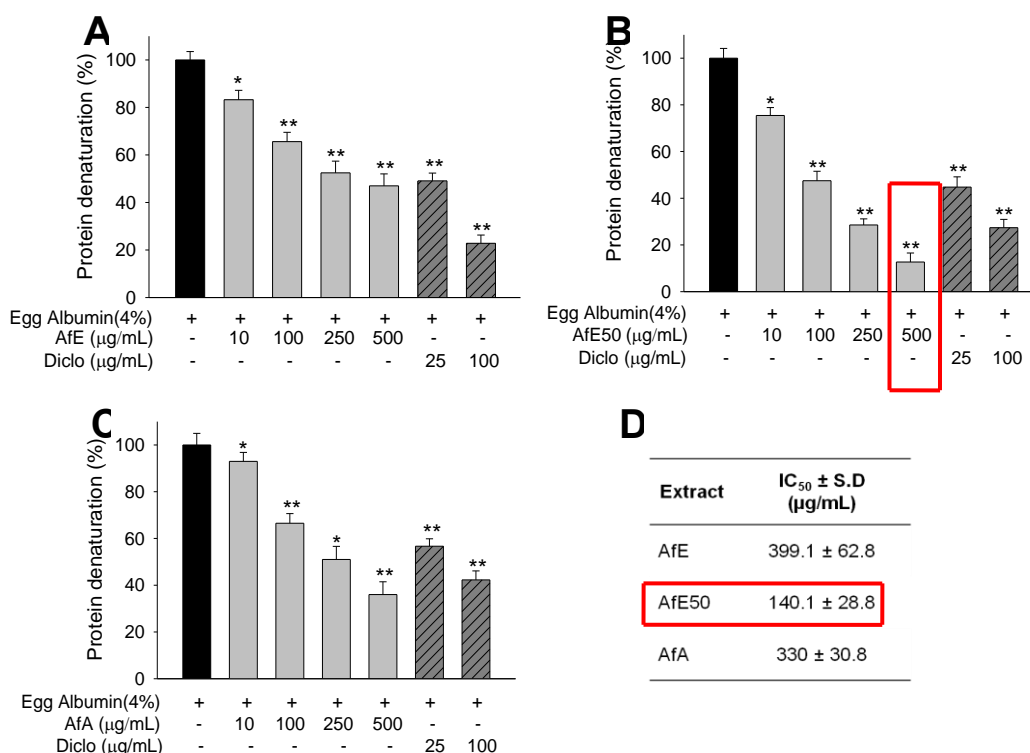 A
Protein denaturation (%)
100
80
60
40
20
0
*
**
**
**
**
**
Egg Albumin(4%) + + + + + + +
AfE (µg/mL) - 10 100 250 500 - -
Diclo (µg/mL) - - - - - 25 100
B
Protein denaturation (%)
100
80
60
40
20
0
*
**
**
**
**
**
Egg Albumin(4%) + + + + + + +
AfE50 (µg/mL) - 10 100 250 500 - -
Diclo (µg/mL) - - - - - 25 100
C
Protein denaturation (%)
100
80
60
40
20
0
*
**
*
**
**
**
Egg Albumin(4%) + + + + + + +
AfA (µg/mL) - 10 100 250 500 - -
Diclo (µg/mL) - - - - - 25 100
D
Extract IC₅₀ ± S.D
(µg/mL)
AfE 399.1 ± 62.8
AfE50 140.1 ± 28.8
AfA 330 ± 30.8